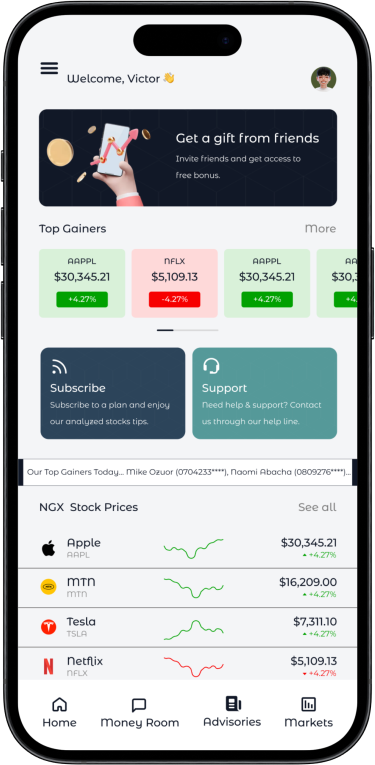 Welcome, Victor 👋
Get a gift from friends
Invite friends and get access to
free bonus.
Top Gainers
More
AAPPL
$30,345.21
+4.27%
NFLX
$5,109.13
-4.27%
AAPPL
$30,345.21
+4.27%
AA
$30,3
+4.
Subscribe
Subscribe to a plan and enjoy
our analyzed stocks tips.
Support
Need help & support? Contact
us through our help line.
Our Top Gainers Today... Mike Ozuor (0704233****), Naomi Abacha (0809276****)...
NGX Stock Prices
See all
Apple
AAPL
$30,345.21
+4.27%
MTN
MTN
$16,209.00
+4.27%
Tesla
TSLA
$7,311.10
+4.27%
Netflix
NFLX
$5,109.13
+4.27%
Home
Money Room
Advisories
Markets